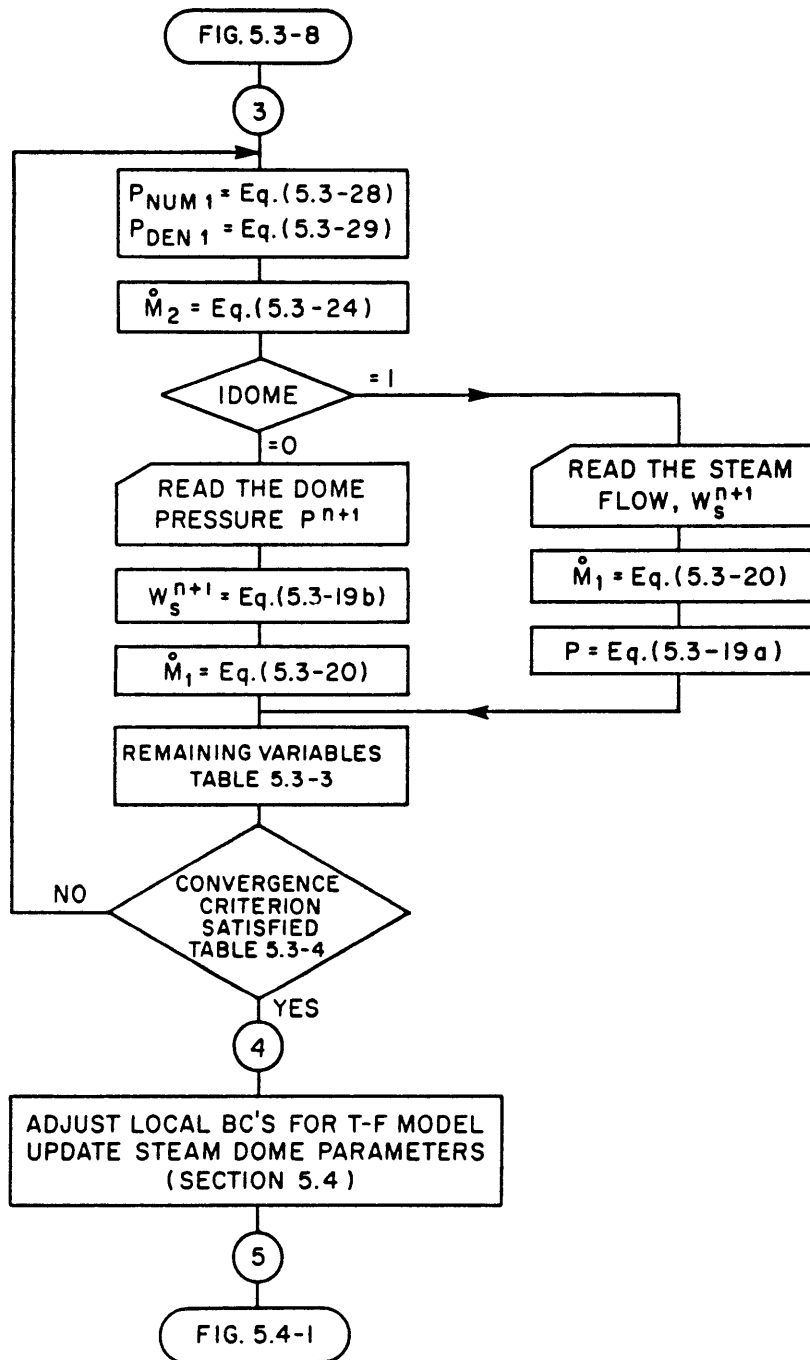 FIG. 5.3-8
3
P_NUM 1 = Eq.(5.3-28)
P_DEN 1 = Eq.(5.3-29)
M̊_2 = Eq.(5.3-24)
IDOME
=1
=0
READ THE DOME
PRESSURE P^n+1
READ THE STEAM
FLOW, W_s^n+1
W_s^n+1 = Eq.(5.3-19b)
M̊_1 = Eq.(5.3-20)
M̊_1 = Eq.(5.3-20)
P = Eq.(5.3-19a)
REMAINING VARIABLES
TABLE 5.3-3
NO
CONVERGENCE
CRITERION
SATISFIED
TABLE 5.3-4
YES
4
ADJUST LOCAL BC'S FOR T-F MODEL
UPDATE STEAM DOME PARAMETERS
(SECTION 5.4)
5
FIG. 5.4-1